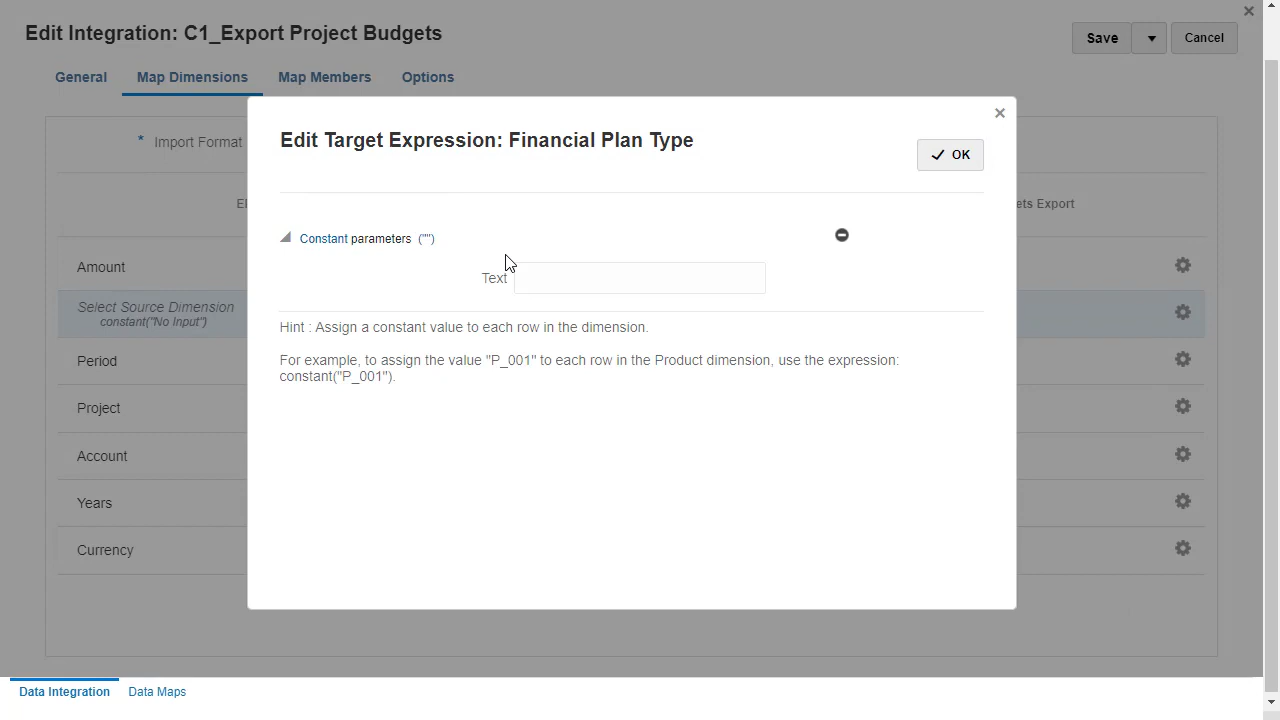 Edit Integration: C1_Export Project Budgets
Save
Cancel
General
Map Dimensions
Map Members
Options
* Import Format
Edit Target Expression: Financial Plan Type
OK
ets Export
Constant parameters ("")
Text
Amount
Select Source Dimension
constant("No Input")
Hint : Assign a constant value to each row in the dimension.
For example, to assign the value "P_001" to each row in the Product dimension, use the expression:
constant("P_001").
Period
Project
Account
Years
Currency
Data Integration
Data Maps